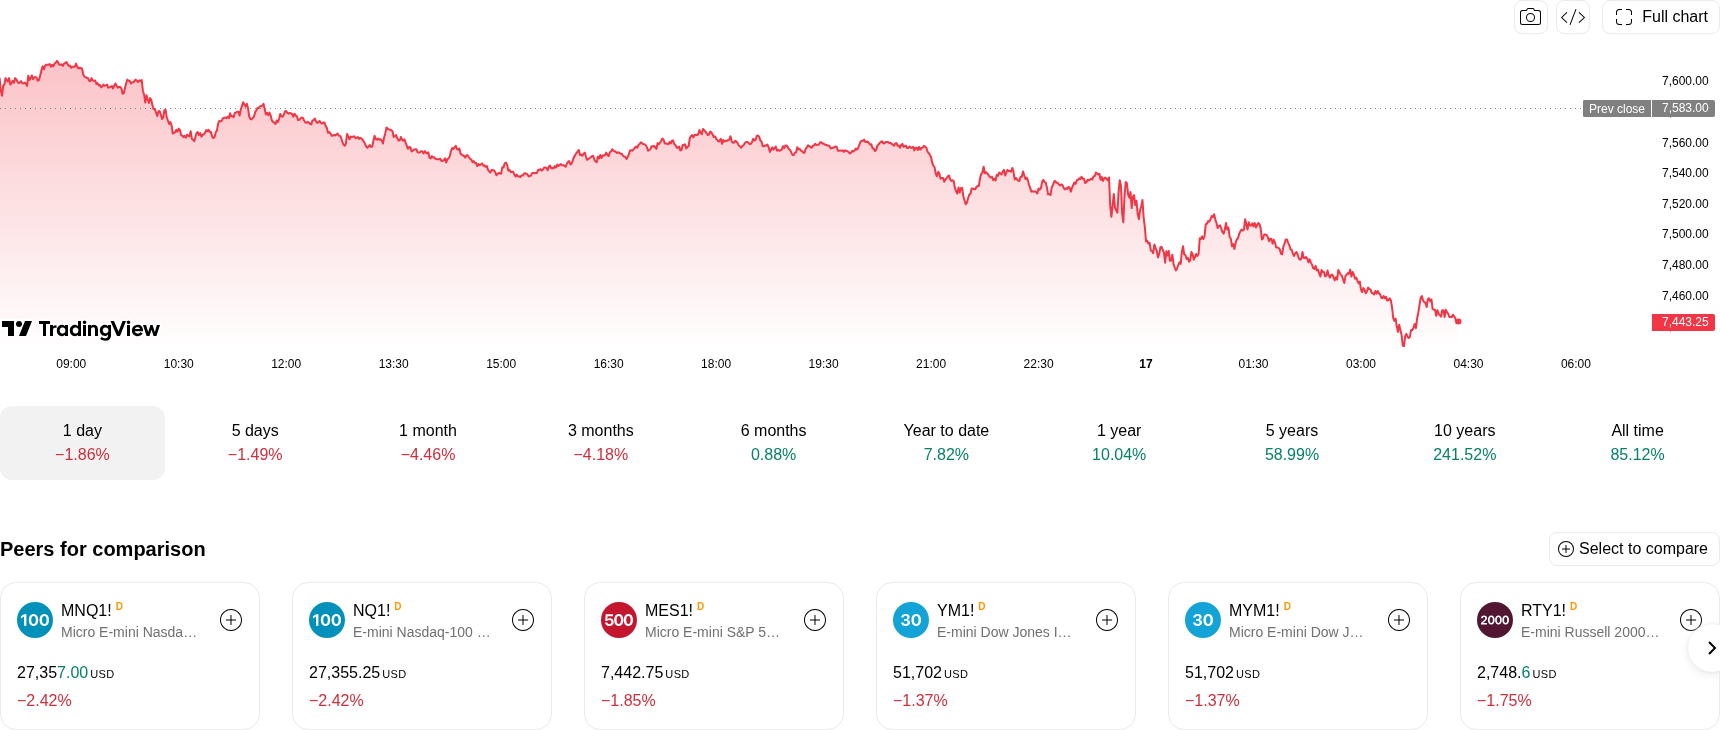 Full chart
7,600.00
Prev close 7,583.00
7,560.00
7,540.00
7,520.00
7,500.00
7,480.00
7,460.00
7,443.25
TradingView
09:00 10:30 12:00 13:30 15:00 16:30 18:00 19:30 21:00 22:30 17 01:30 03:00 04:30 06:00
1 day 5 days 1 month 3 months 6 months Year to date 1 year 5 years 10 years All time
−1.86% −1.49% −4.46% −4.18% 0.88% 7.82% 10.04% 58.99% 241.52% 85.12%
Peers for comparison
Select to compare
100 MNQ1! D
Micro E-mini Nasda…
27,357.00 USD
−2.42%
100 NQ1! D
E-mini Nasdaq-100 …
27,355.25 USD
−2.42%
500 MES1! D
Micro E-mini S&P 5…
7,442.75 USD
−1.85%
30 YM1! D
E-mini Dow Jones I…
51,702 USD
−1.37%
30 MYM1! D
Micro E-mini Dow J…
51,702 USD
−1.37%
2000 RTY1! D
E-mini Russell 2000…
2,748.6 USD
−1.75%